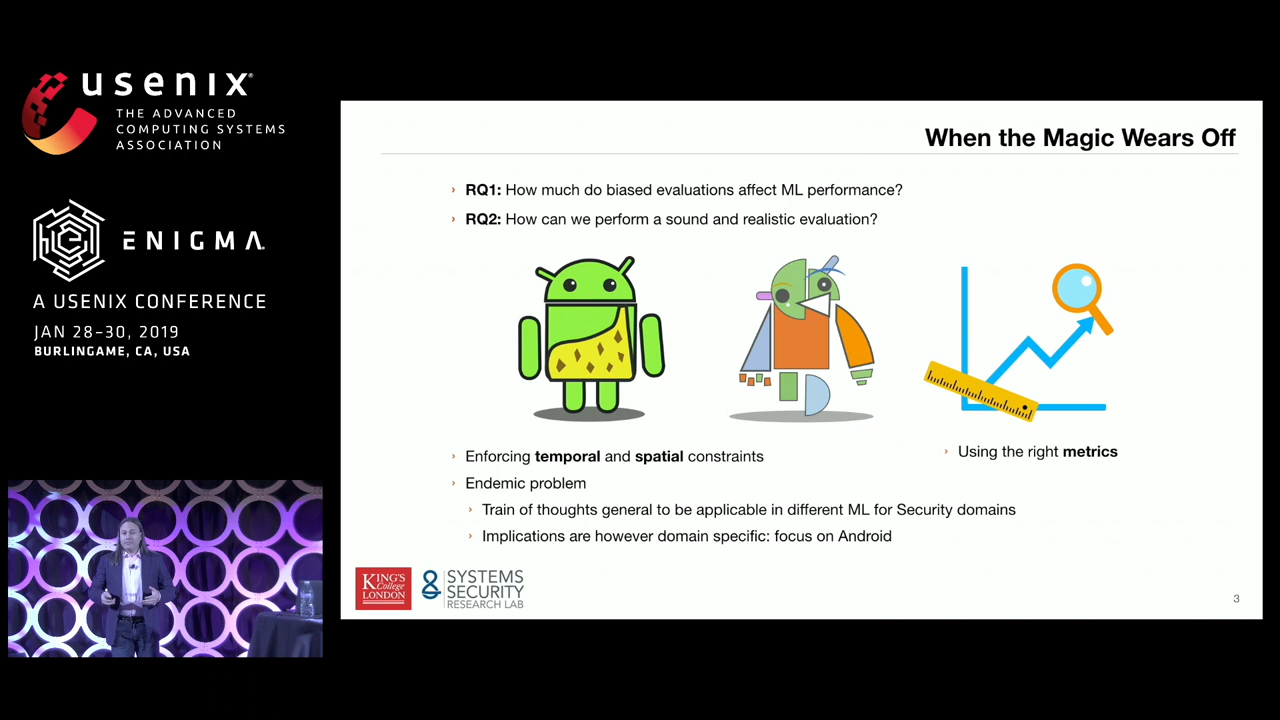 usenix
THE ADVANCED
COMPUTING SYSTEMS
ASSOCIATION
ENIGMA
A USENIX CONFERENCE
JAN 28–30, 2019
BURLINGAME, CA, USA
When the Magic Wears Off
› RQ1: How much do biased evaluations affect ML performance?
› RQ2: How can we perform a sound and realistic evaluation?
› Enforcing temporal and spatial constraints
› Using the right metrics
› Endemic problem
› Train of thoughts general to be applicable in different ML for Security domains
› Implications are however domain specific: focus on Android
KING'S
College
LONDON
SYSTEMS
SECURITY
RESEARCH LAB
3